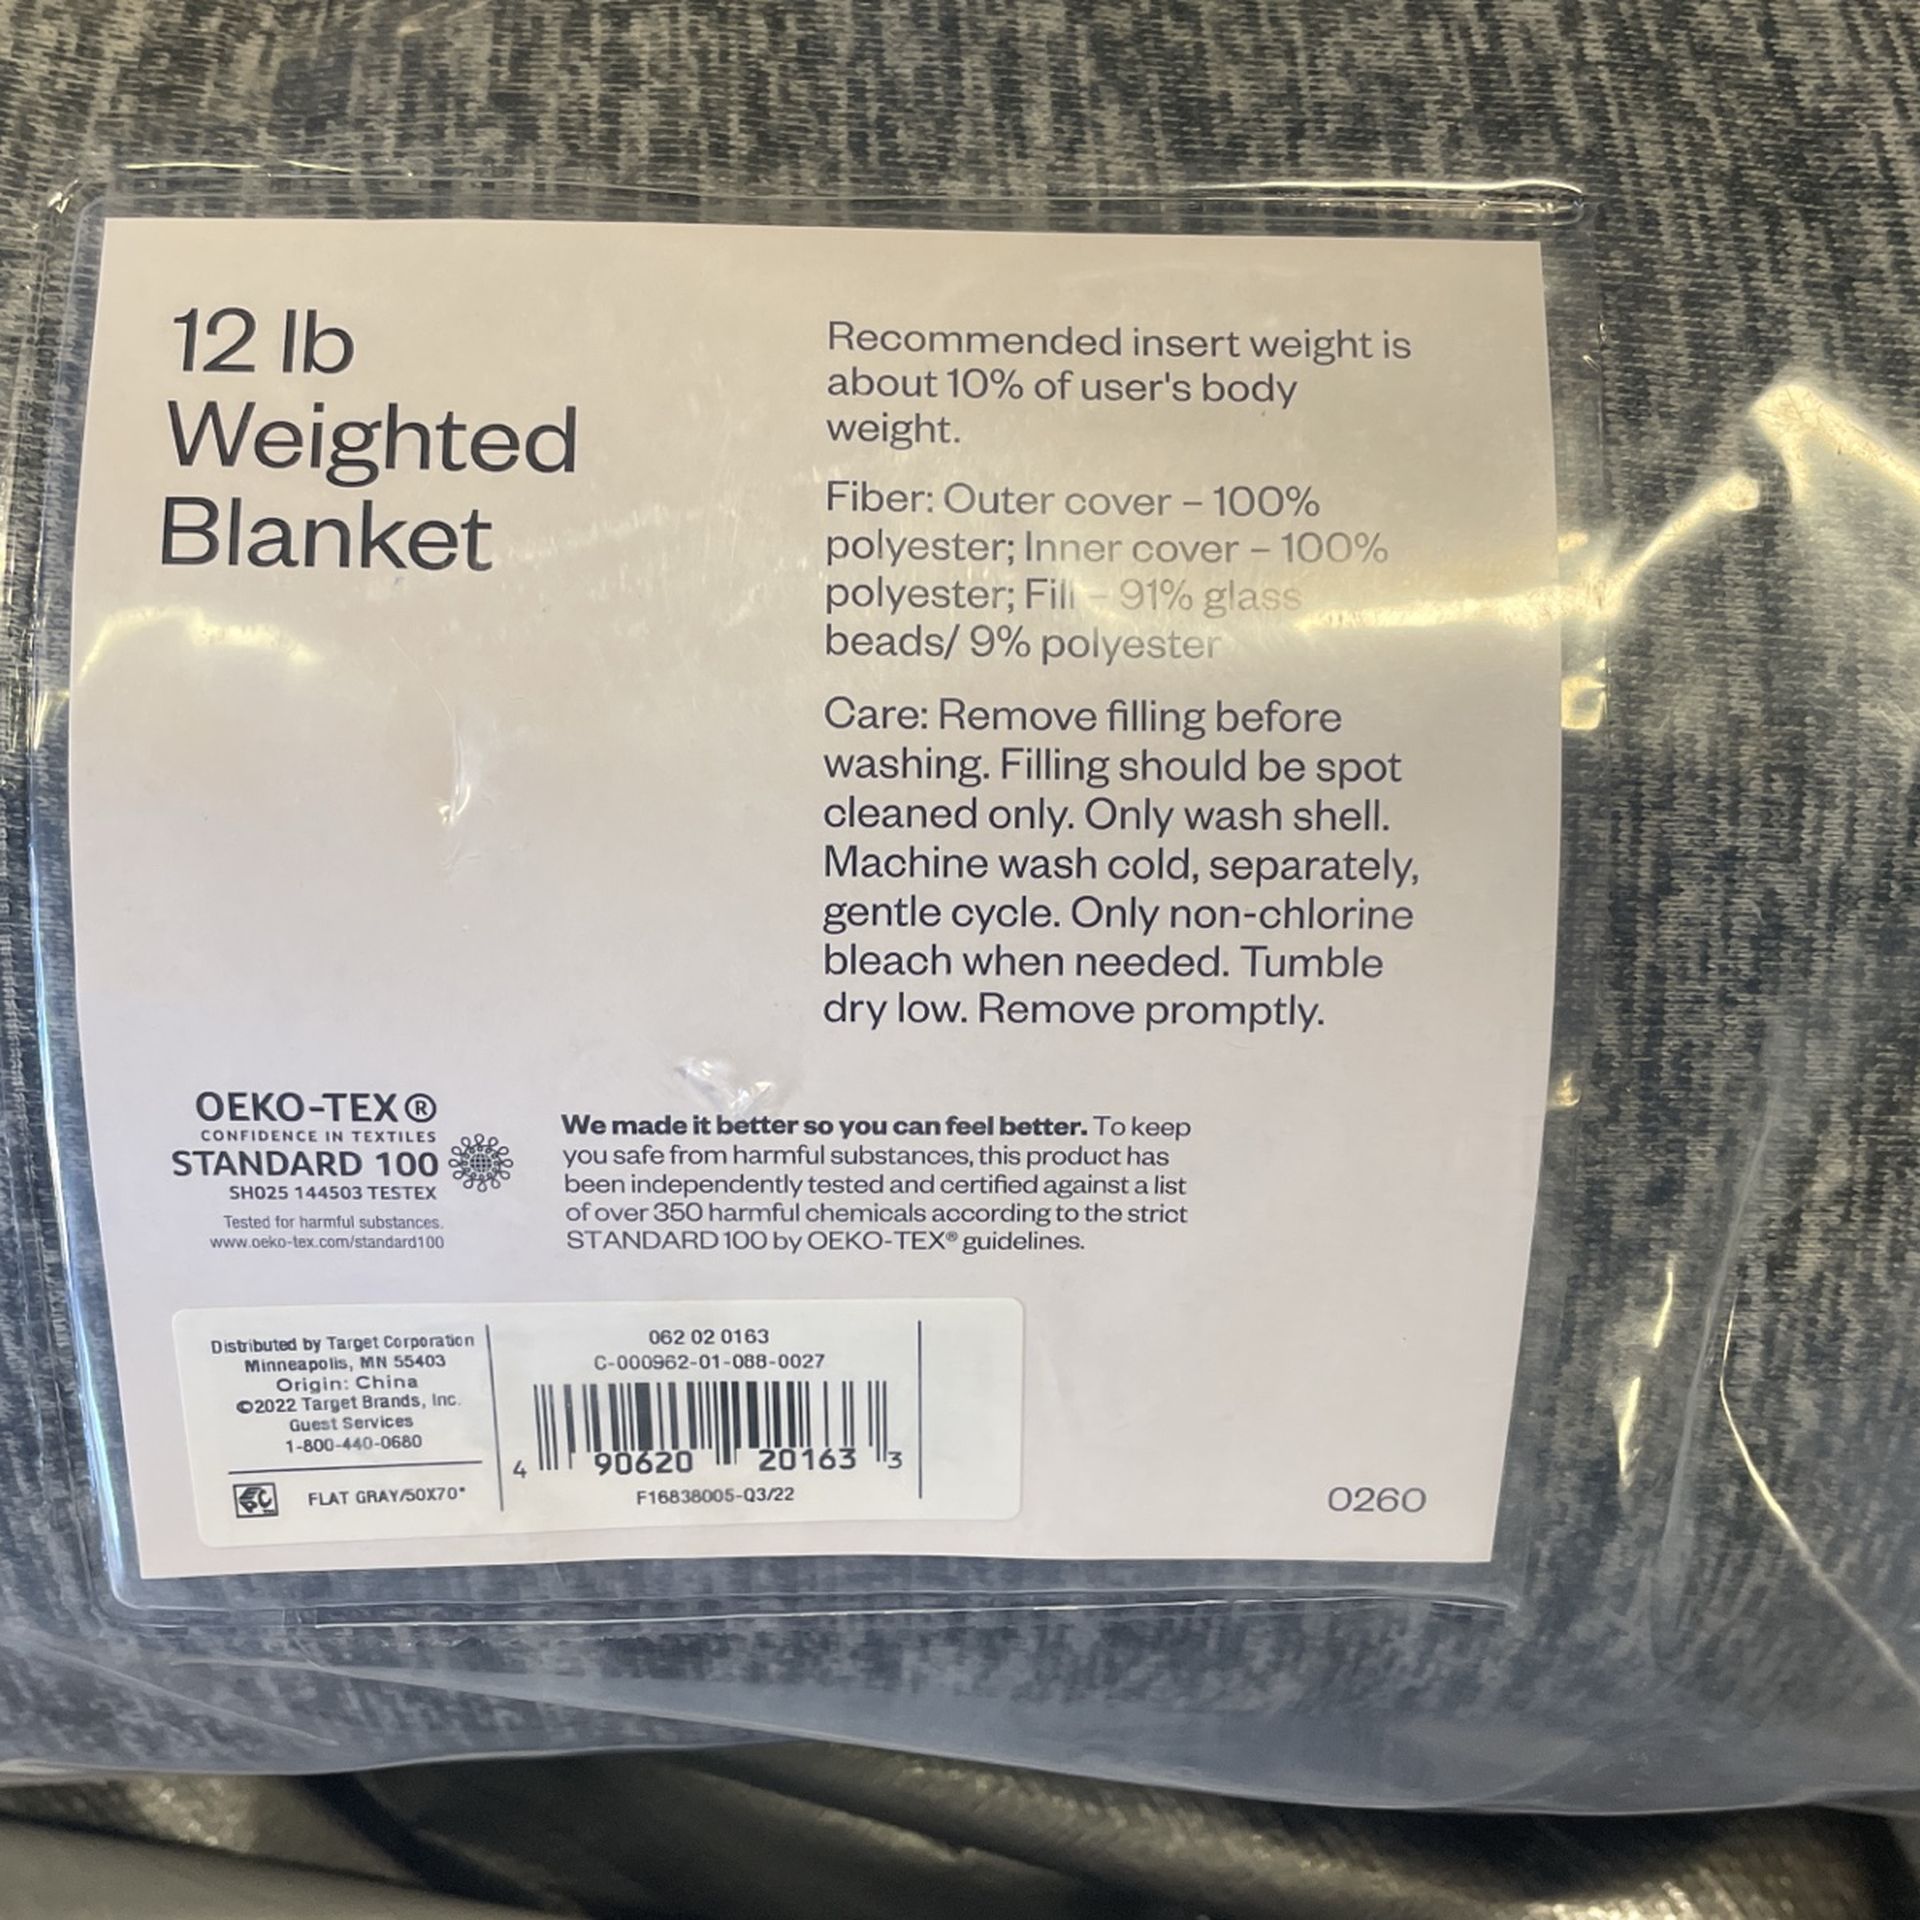 12 lb
Weighted
Blanket
Recommended insert weight is
about 10% of user's body
weight.
Fiber: Outer cover – 100%
polyester; Inner cover – 100%
polyester; Fill – 91% glass
beads/ 9% polyester
Care: Remove filling before
washing. Filling should be spot
cleaned only. Only wash shell.
Machine wash cold, separately,
gentle cycle. Only non-chlorine
bleach when needed. Tumble
dry low. Remove promptly.
OEKO-TEX®
CONFIDENCE IN TEXTILES
STANDARD 100
SH025 144503 TESTEX
Tested for harmful substances.
www.oeko-tex.com/standard100
We made it better so you can feel better. To keep
you safe from harmful substances, this product has
been independently tested and certified against a list
of over 350 harmful chemicals according to the strict
STANDARD 100 by OEKO-TEX® guidelines.
Distributed by Target Corporation
Minneapolis, MN 55403
Origin: China
©2022 Target Brands, Inc.
Guest Services
1-800-440-0680
FLAT GRAY/50X70"
062 02 0163
C-000962-01-088-0027
4 90620 20163 3
F16838005-Q3/22
0260